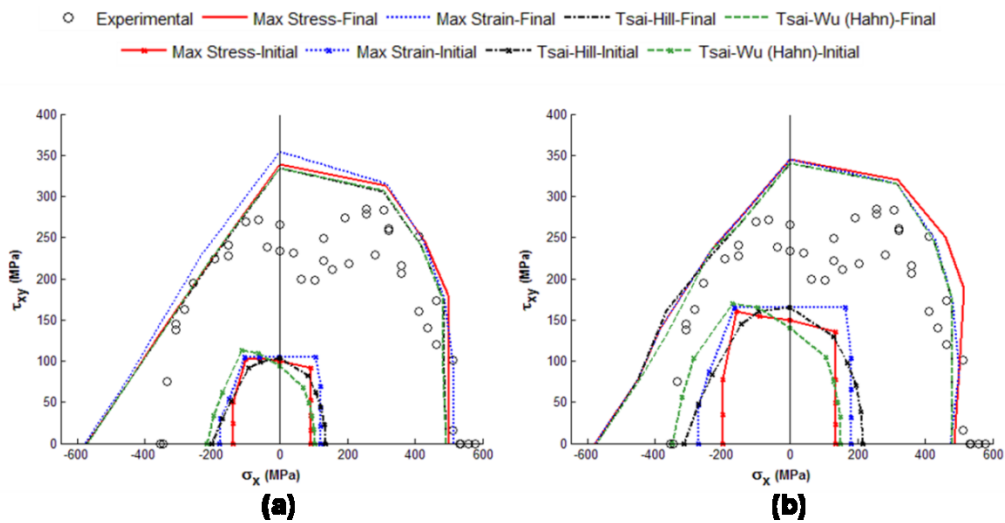 Experimental Max Stress-Final Max Strain-Final Tsai-Hill-Final Tsai-Wu (Hahn)-Final
Max Stress-Initial Max Strain-Initial Tsai-Hill-Initial Tsai-Wu (Hahn)-Initial
400 400
350 350
300 300
250 250
200 200
150 150
100 100
50 50
0 0
τxy (MPa) τxy (MPa)
-600 -400 -200 0 200 400 600 -600 -400 -200 0 200 400 600
σx (MPa) σx (MPa)
(a) (b)